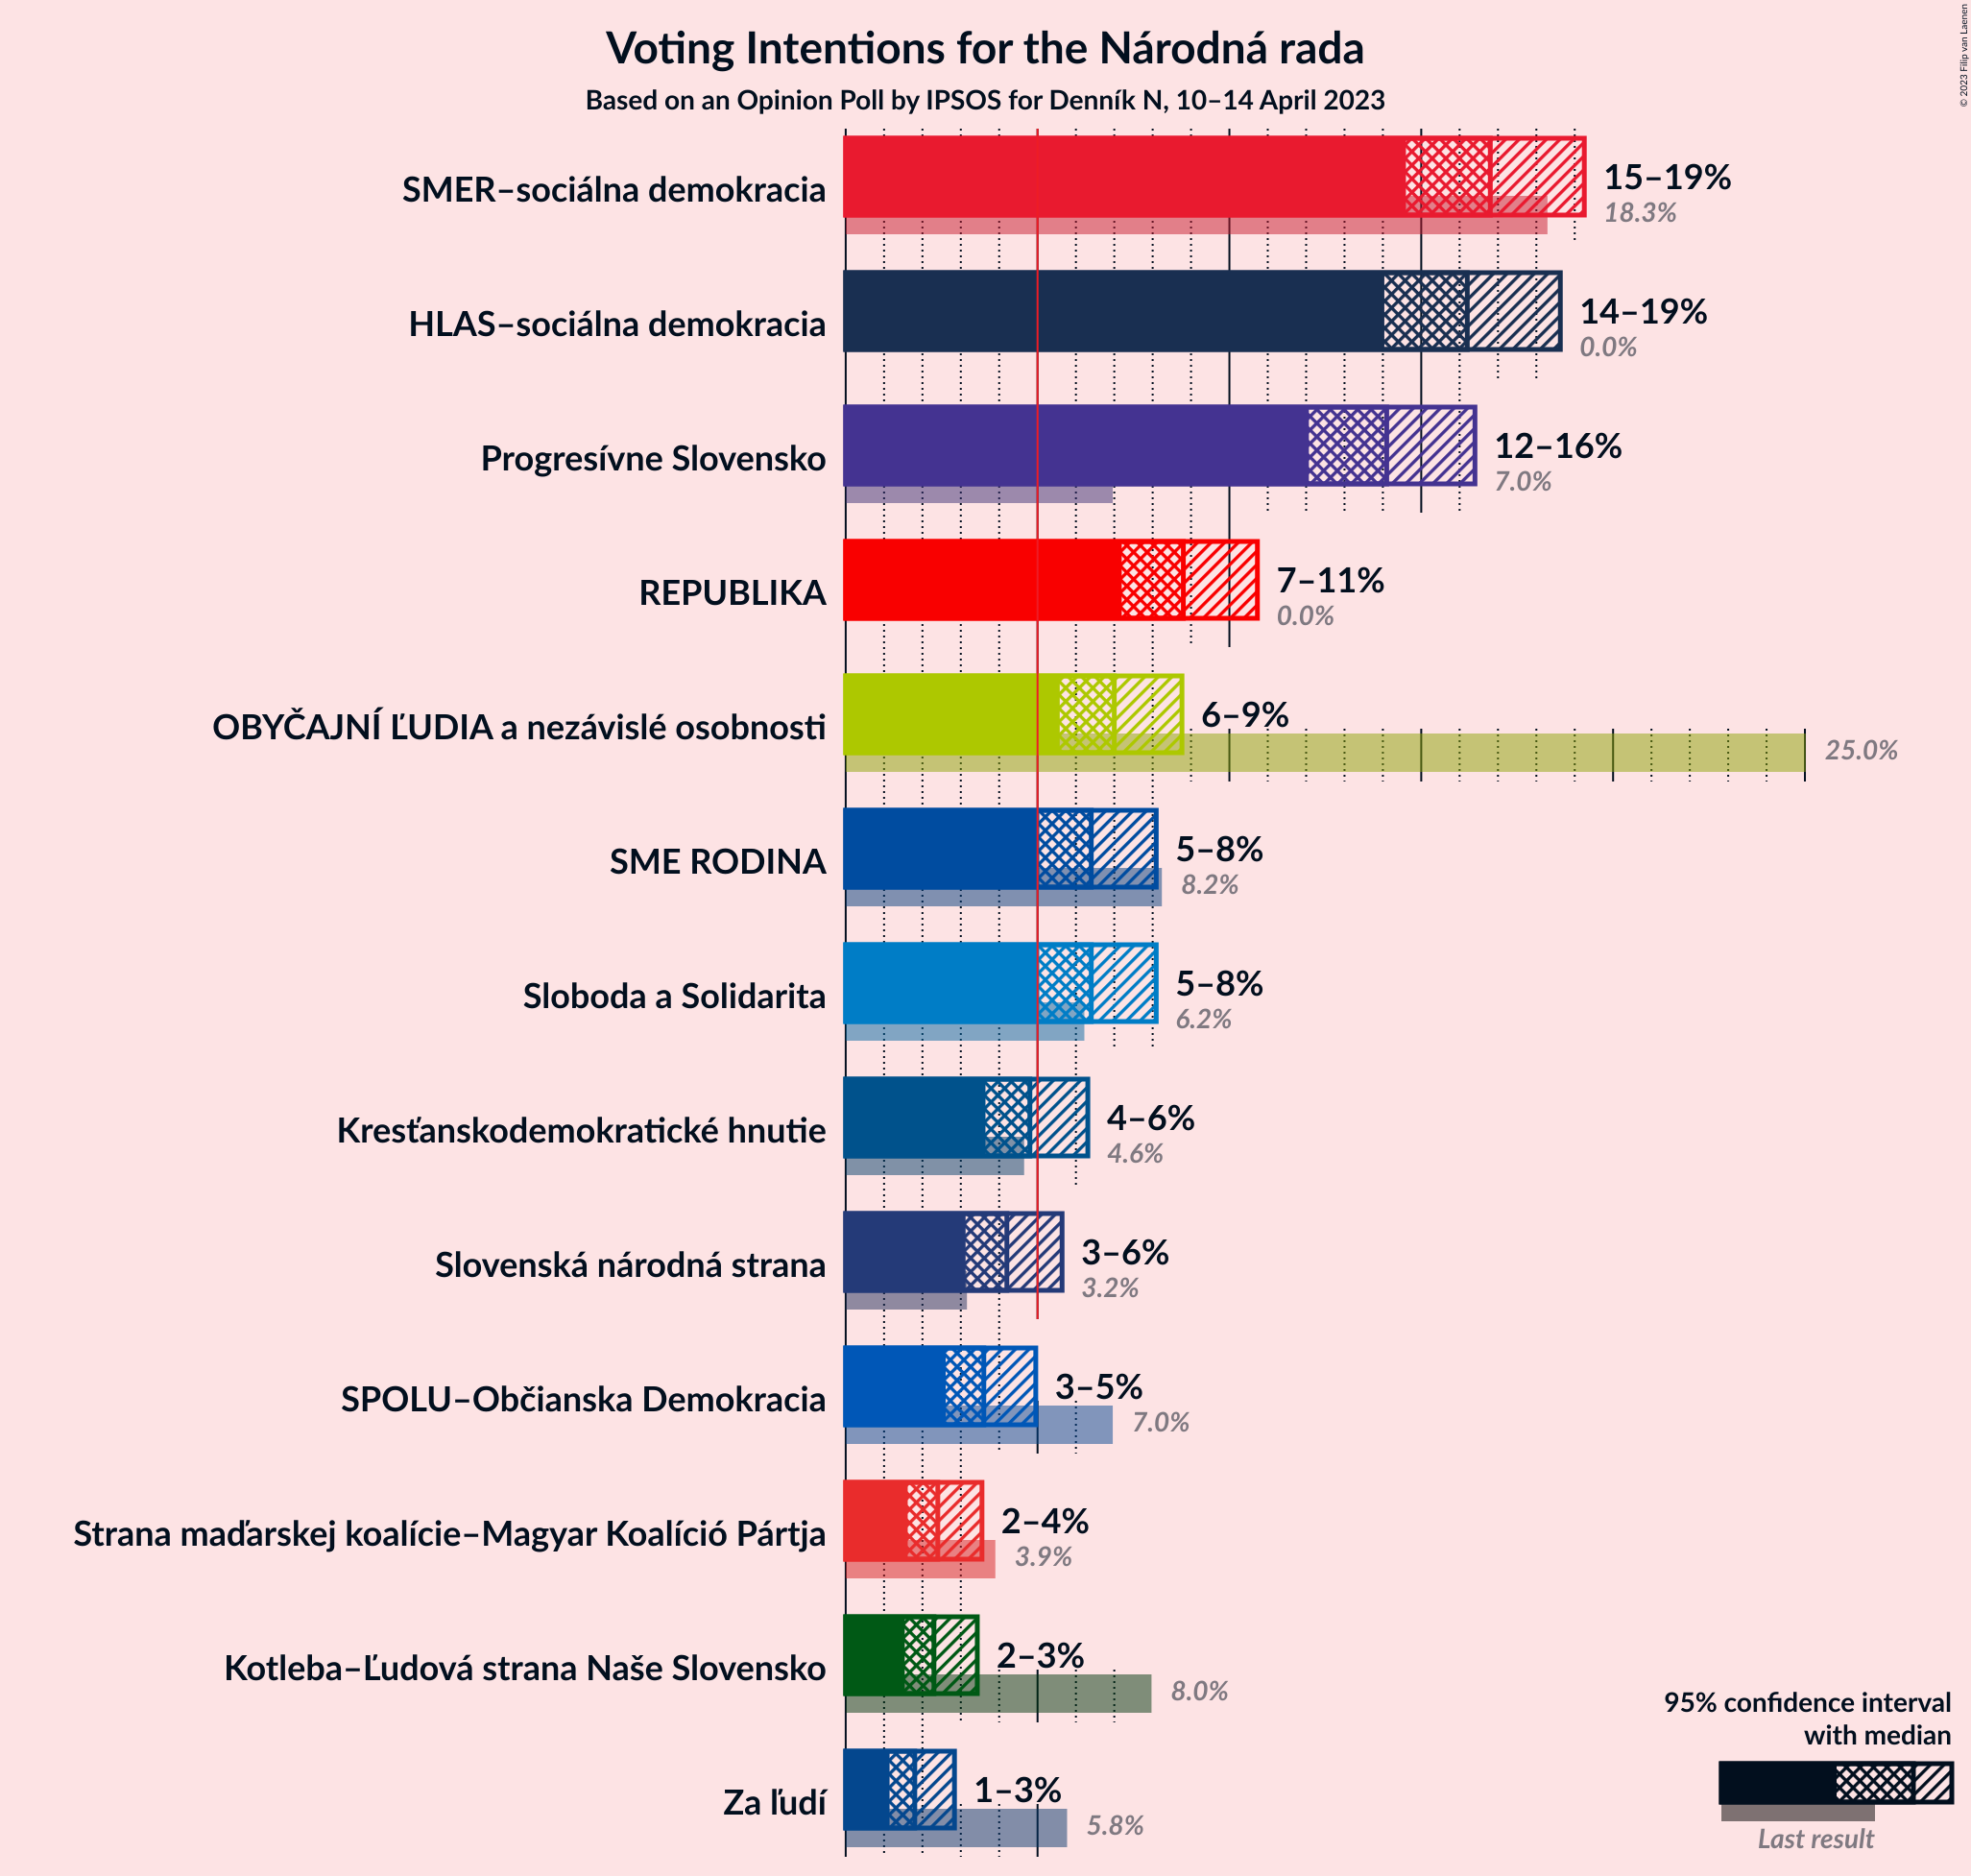 Voting Intentions for the Národná rada
Based on an Opinion Poll by IPSOS for Denník N, 10–14 April 2023
© 2023 Filip van Laenen
SMER–sociálna demokracia
15–19%
18.3%
HLAS–sociálna demokracia
14–19%
0.0%
Progresívne Slovensko
12–16%
7.0%
REPUBLIKA
7–11%
0.0%
OBYČAJNÍ ĽUDIA a nezávislé osobnosti
6–9%
25.0%
SME RODINA
5–8%
8.2%
Sloboda a Solidarita
5–8%
6.2%
Kresťanskodemokratické hnutie
4–6%
4.6%
Slovenská národná strana
3–6%
3.2%
SPOLU–Občianska Demokracia
3–5%
7.0%
Strana maďarskej koalície–Magyar Koalíció Pártja
2–4%
3.9%
Kotleba–Ľudová strana Naše Slovensko
2–3%
8.0%
Za ľudí
1–3%
5.8%
95% confidence interval
with median
Last result